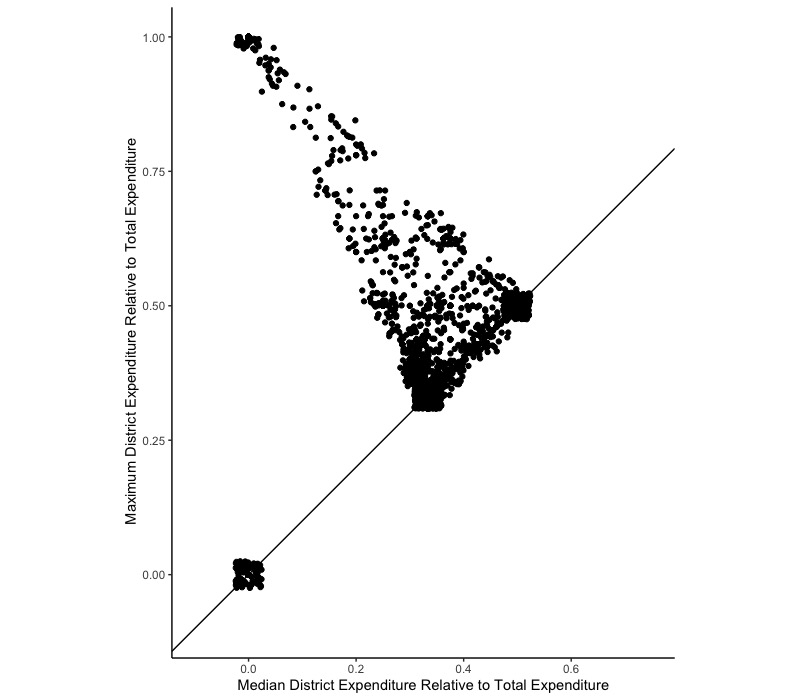 Maximum District Expenditure Relative to Total Expenditure
1.00
0.75
0.50
0.25
0.00
0.0 0.2 0.4 0.6
Median District Expenditure Relative to Total Expenditure